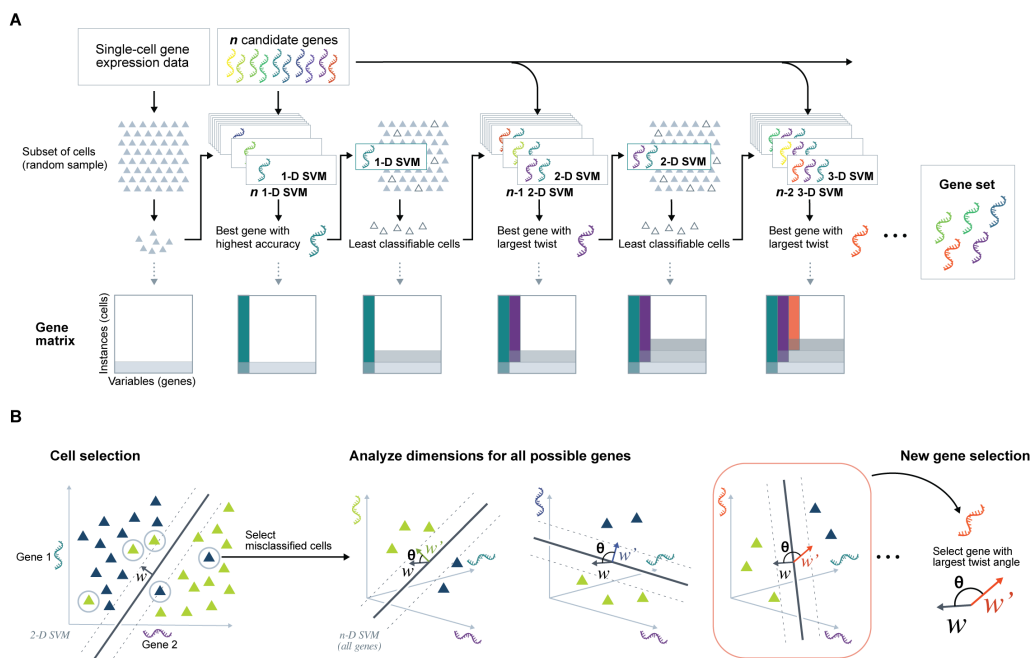 A
Single-cell gene
expression data
n candidate genes
Subset of cells
(random sample)
1-D SVM
n 1-D SVM
1-D SVM
2-D SVM
n-1 2-D SVM
2-D SVM
3-D SVM
n-2 3-D SVM
Gene set
Best gene with
highest accuracy
Least classifiable cells
Best gene with
largest twist
Least classifiable cells
Best gene with
largest twist
Gene
matrix
Instances (cells)
Variables (genes)
B
Cell selection
Analyze dimensions for all possible genes
New gene selection
Gene 1
w
2-D SVM
Gene 2
Select
misclassified cells
θ
w'
w
n-D SVM
(all genes)
θ
w'
w
θ
w'
w
Select gene with
largest twist angle
θ
w'
w